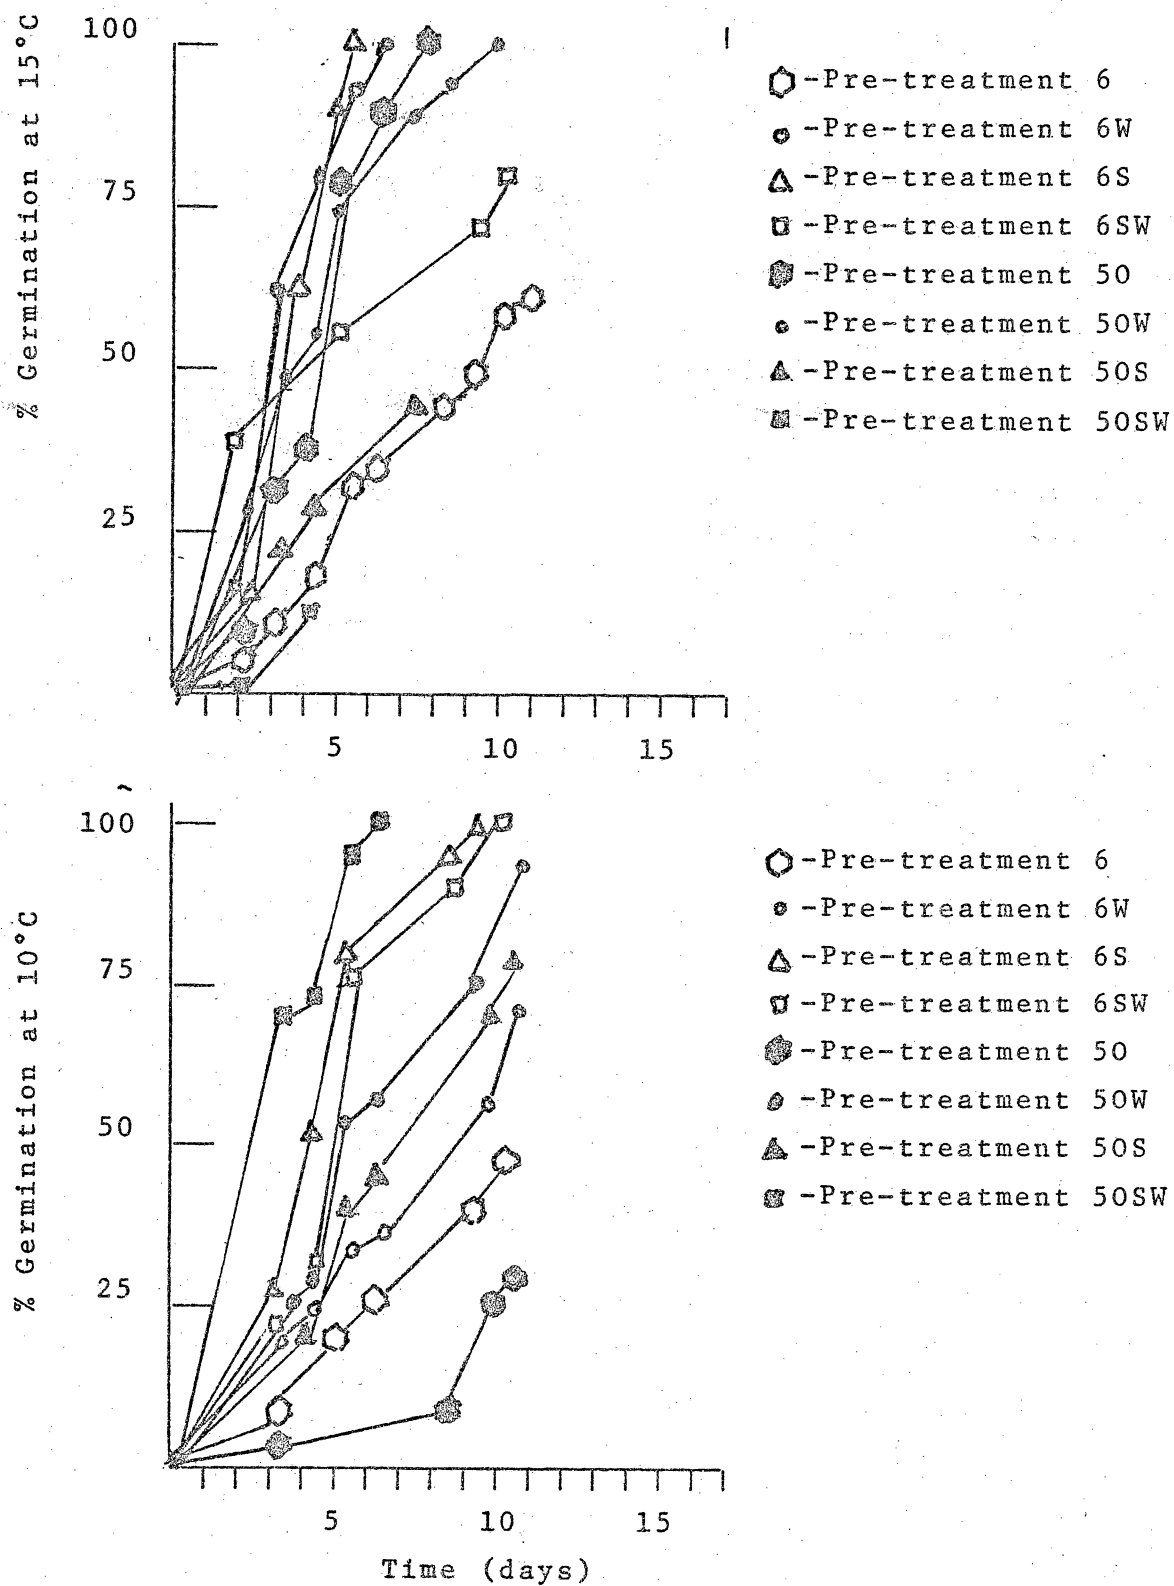 % Germination at 15°C
100
75
50
25
5 10 15
-Pre-treatment 6
-Pre-treatment 6W
-Pre-treatment 6S
-Pre-treatment 6SW
-Pre-treatment 50
-Pre-treatment 50W
-Pre-treatment 50S
-Pre-treatment 50SW
% Germination at 10°C
100
75
50
25
5 10 15
Time (days)
-Pre-treatment 6
-Pre-treatment 6W
-Pre-treatment 6S
-Pre-treatment 6SW
-Pre-treatment 50
-Pre-treatment 50W
-Pre-treatment 50S
-Pre-treatment 50SW